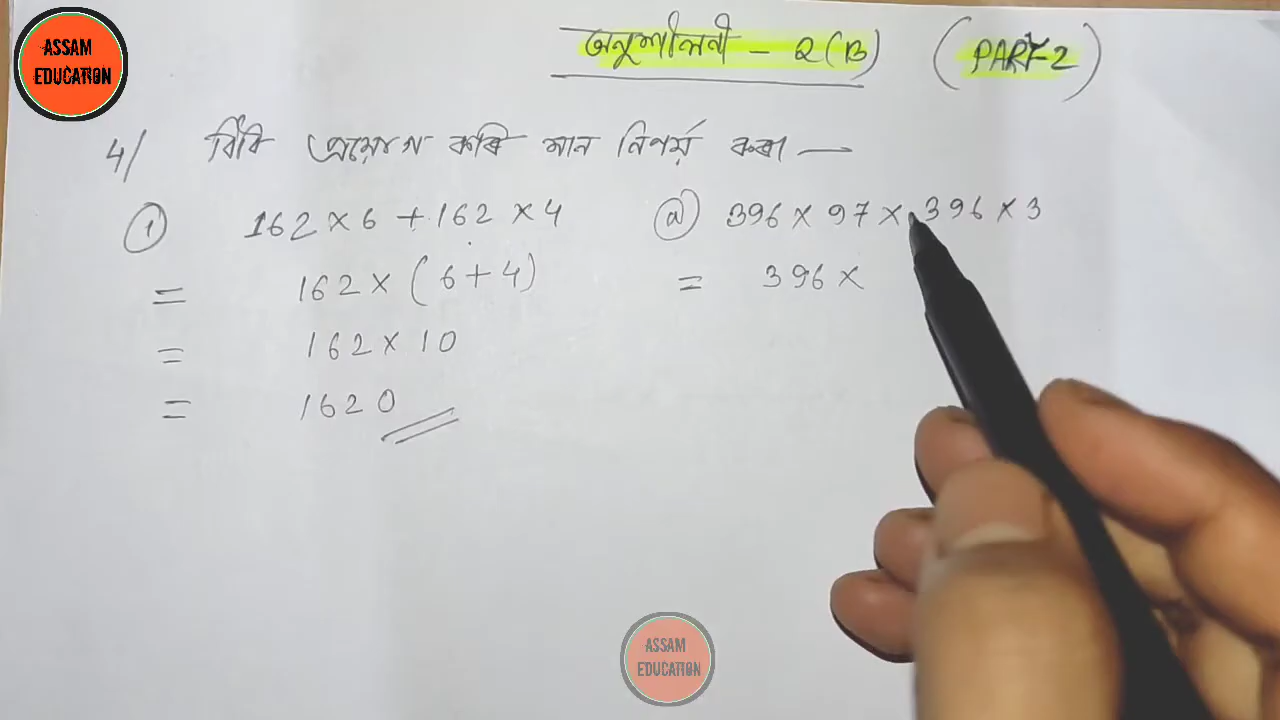 ASSAM
EDUCATION
অনুশীলনী - 2(B) (PART-2)
4/ বিধি প্ৰয়োগ কৰি মান নিৰ্ণয় কৰা —
① 162 × 6 + 162 × 4
= 162 × (6 + 4)
= 162 × 10
= 1620
396 × 97 × 396 × 3
= 396 ×
ASSAM
EDUCATION